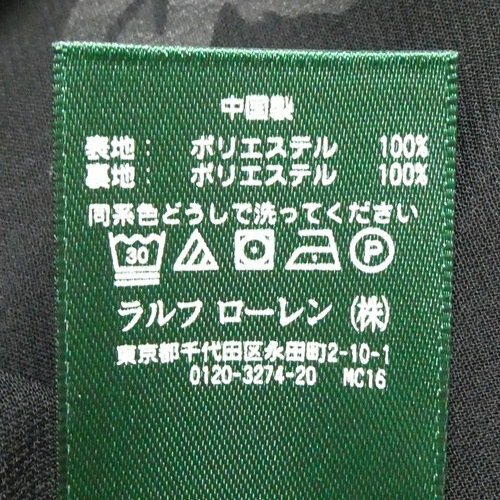 中国製
表地： ポリエステル 100%
裏地： ポリエステル 100%
同系色どうしで洗ってください
30 P
ラルフ ローレン (株)
東京都千代田区永田町2-10-1
0120-3274-20 MC16